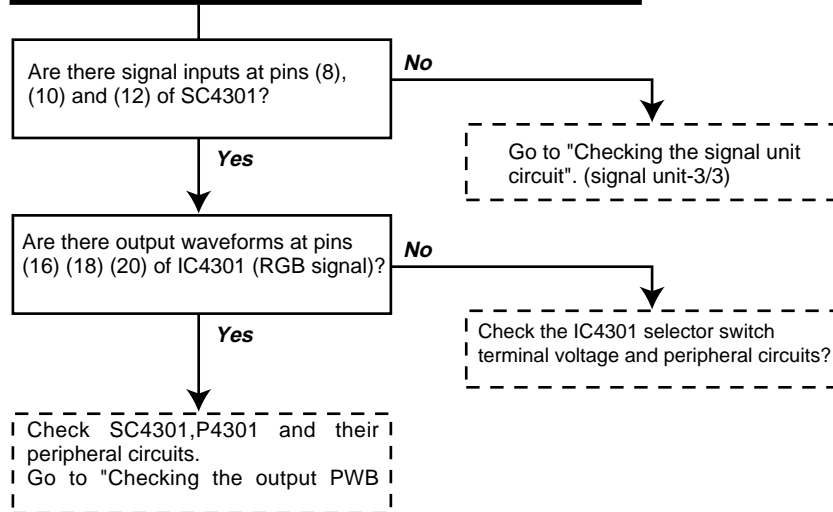 Are there signal inputs at pins (8),
(10) and (12) of SC4301?
No
Go to "Checking the signal unit
circuit". (signal unit-3/3)
Yes
Are there output waveforms at pins
(16) (18) (20) of IC4301 (RGB signal)?
No
Check the IC4301 selector switch
terminal voltage and peripheral circuits?
Yes
Check SC4301,P4301 and their
peripheral circuits.
Go to "Checking the output PWB